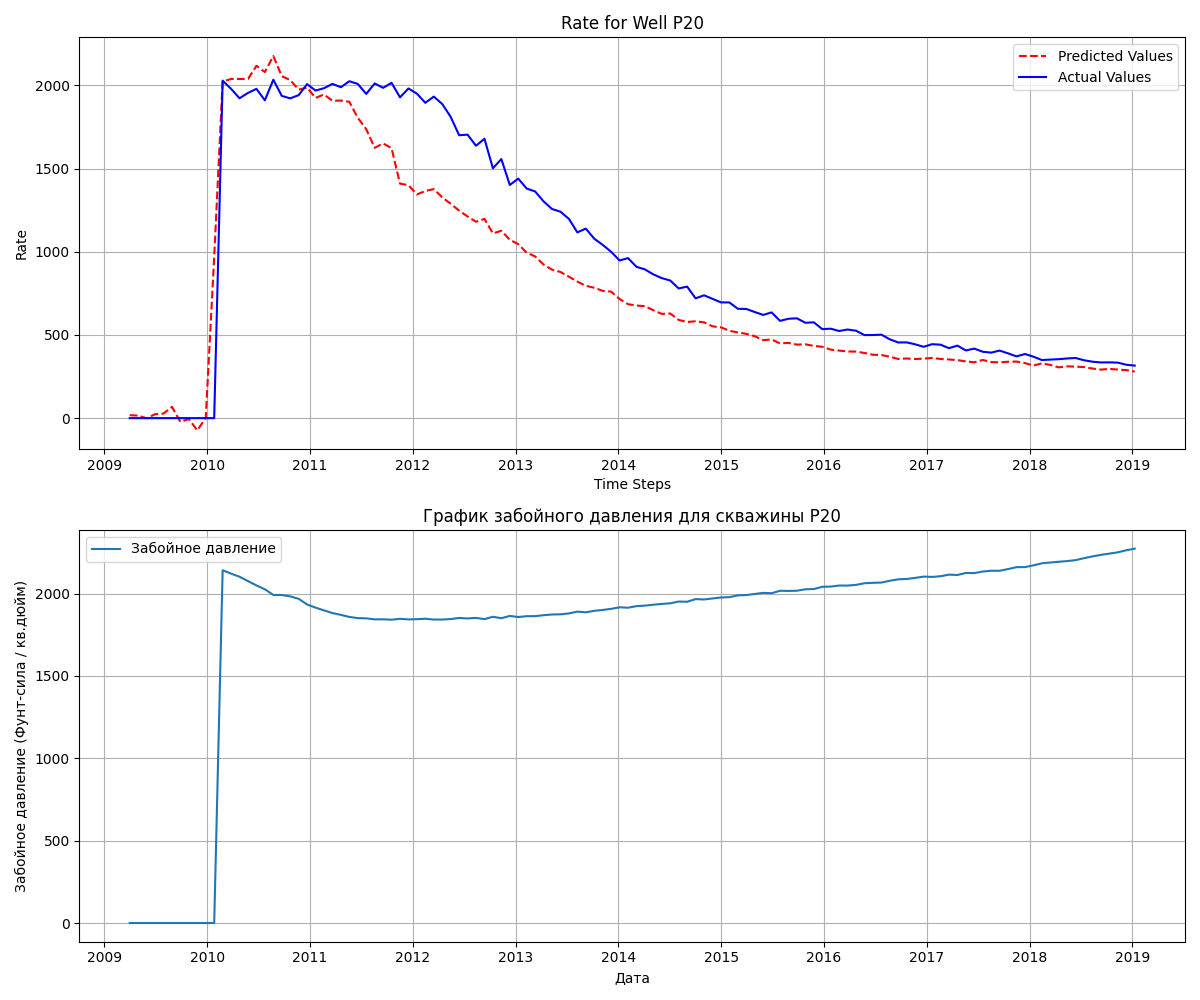 Rate for Well P20
Predicted Values
Actual Values
Rate
2000
1500
1000
500
0
2009 2010 2011 2012 2013 2014 2015 2016 2017 2018 2019
Time Steps
График забойного давления для скважины P20
Забойное давление
Забойное давление (Фунт-сила / кв.дюйм)
2000
1500
1000
500
0
2009 2010 2011 2012 2013 2014 2015 2016 2017 2018 2019
Дата